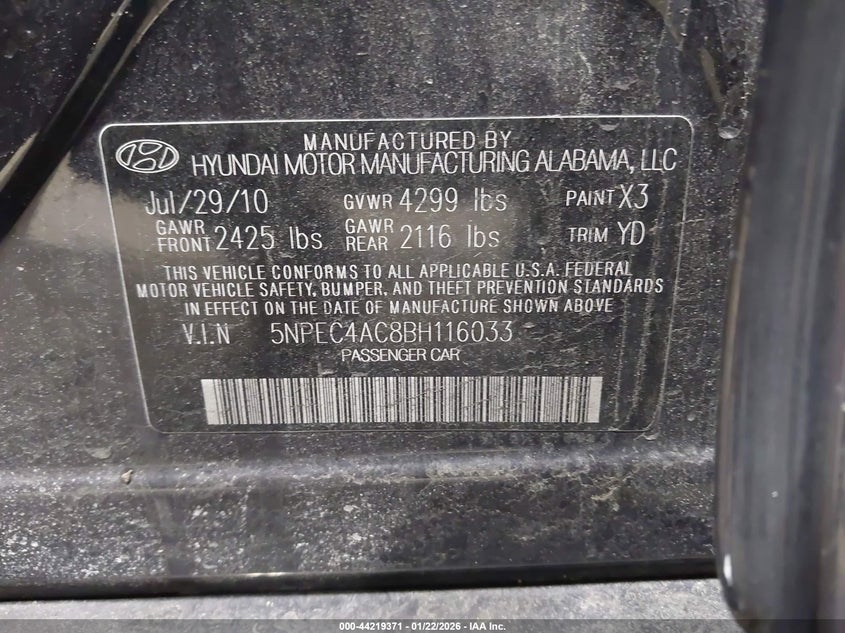 MANUFACTURED BY
HYUNDAI MOTOR MANUFACTURING ALABAMA, LLC
Jul/29/10 GVWR 4299 lbs PAINT X3
GAWR FRONT 2425 lbs GAWR REAR 2116 lbs TRIM YD
THIS VEHICLE CONFORMS TO ALL APPLICABLE U.S.A. FEDERAL
MOTOR VEHICLE SAFETY, BUMPER, AND THEFT PREVENTION STANDARDS
IN EFFECT ON THE DATE OF MANUFACTURE SHOWN ABOVE
V.I.N 5NPEC4AC8BH116033
PASSENGER CAR
000-44219371 - 01/22/2026 - IAA Inc.